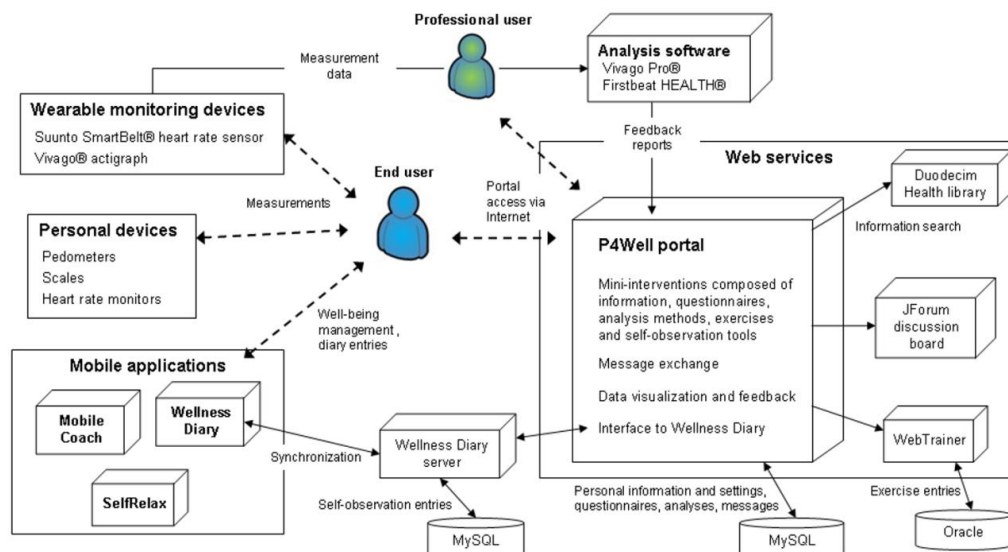 Professional user
Measurement
data
Analysis software
Vivago Pro®
Firstbeat HEALTH®
Wearable monitoring devices
Suunto SmartBelt® heart rate sensor
Vivago® actigraph
Feedback
reports
Web services
Duodecim
Health library
End user
Portal
access via
Internet
Measurements
Information search
Personal devices
Pedometers
Scales
Heart rate monitors
P4Well portal
Mini-interventions composed of
information, questionnaires,
analysis methods, exercises
and self-observation tools
Message exchange
Data visualization and feedback
Interface to Wellness Diary
JForum
discussion
board
Well-being
management ,
diary entries
Mobile applications
Mobile
Coach
Wellness
Diary
SelfRelax
Synchronization
Wellness Diary
server
WebTrainer
Self-observation entries
Personal information and settings,
questionnaires, analyses, messages
Exercise entries
MySQL
MySQL
Oracle